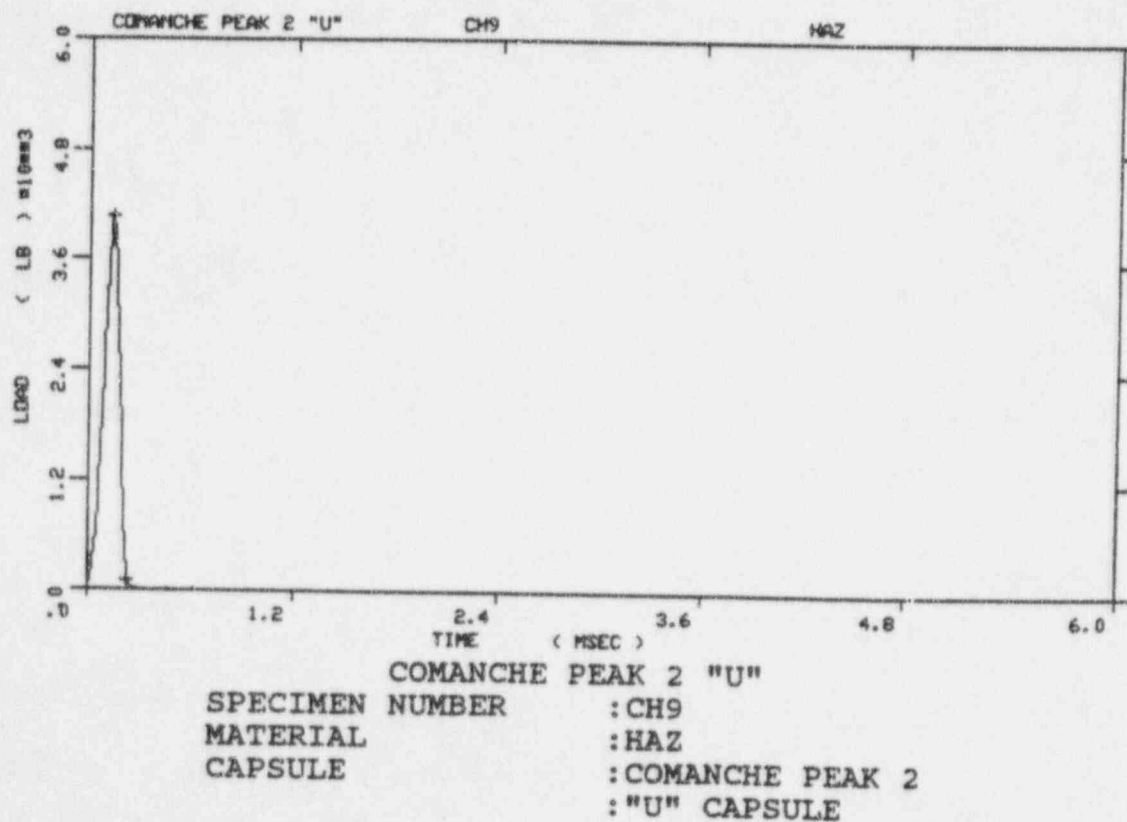 COMANCHE PEAK 2 "U" CH9 HAZ
6.0
4.8
3.6
2.4
1.2
.0
LOAD ( LB ) m10mm3
.0 1.2 2.4 3.6 4.8 6.0
TIME ( MSEC )
COMANCHE PEAK 2 "U"
SPECIMEN NUMBER :CH9
MATERIAL :HAZ
CAPSULE :COMANCHE PEAK 2
:"U" CAPSULE